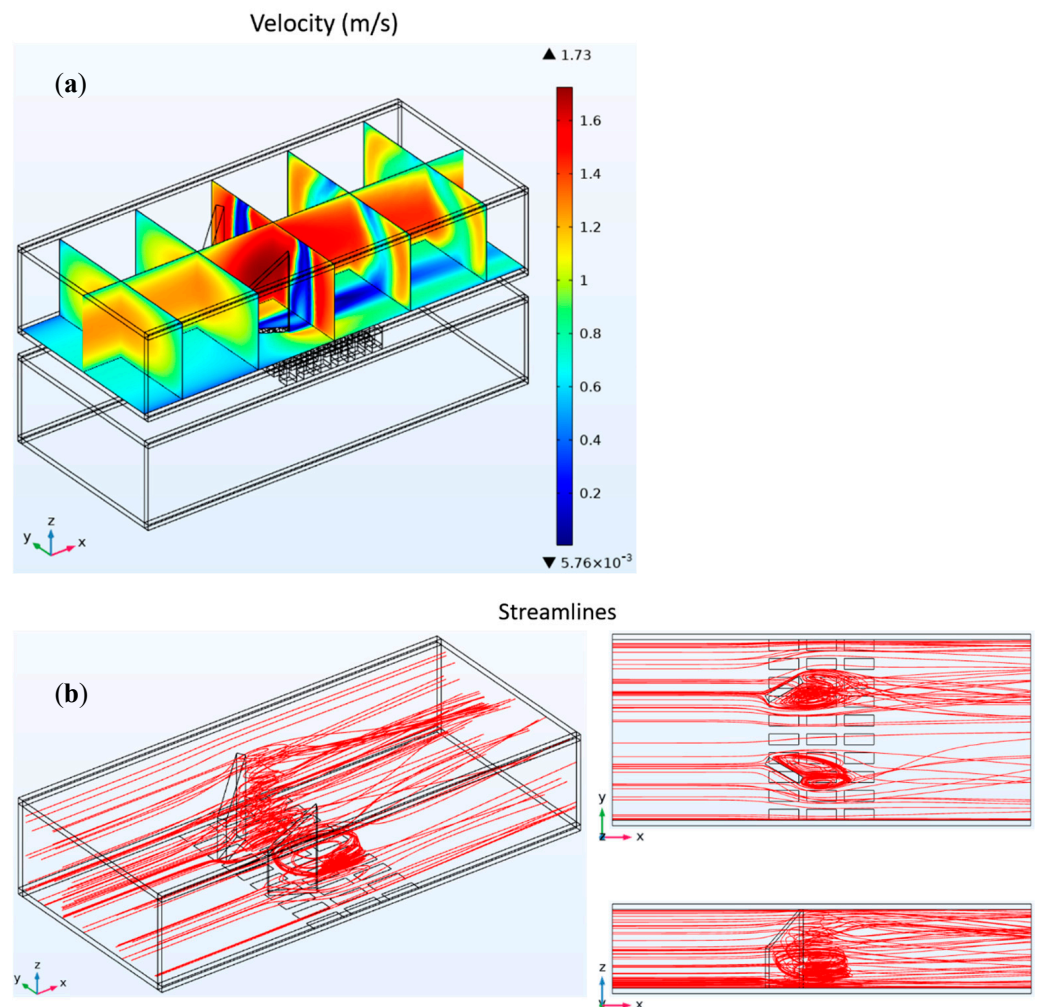 Velocity (m/s)
(a)
▲ 1.73
1.6
1.4
1.2
1
0.8
0.6
0.4
0.2
▼ 5.76×10⁻³
z
y
x
Streamlines
(b)
y
z
x
z
y
x
z
y
x